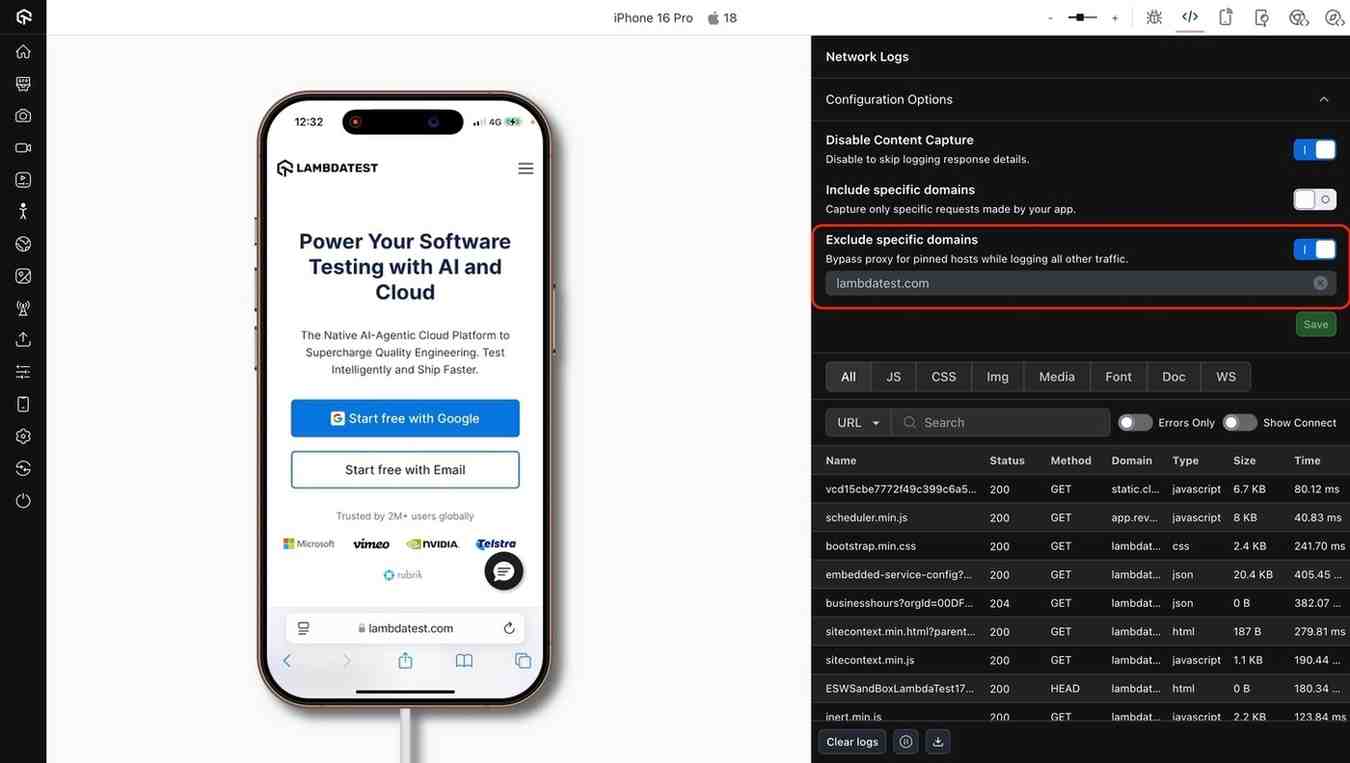 iPhone 16 Pro 18
- +
12:32
4G
LAMBDATEST
Power Your Software
Testing with AI and
Cloud
The Native AI-Agentic Cloud Platform to
Supercharge Quality Engineering. Test
Intelligently and Ship Faster.
Start free with Google
Start free with Email
Trusted by 2M+ users globally
Microsoft vimeo NVIDIA. Telstra
rubrik
lambdatest.com
Network Logs
Configuration Options
Disable Content Capture
Disable to skip logging response details.
Include specific domains
Capture only specific requests made by your app.
Exclude specific domains
Bypass proxy for pinned hosts while logging all other traffic.
lambdatest.com
Save
All JS CSS Img Media Font Doc WS
URL Search Errors Only Show Connect
Name Status Method Domain Type Size Time
vcd15cbe7772f49c399c6a5... 200 GET static.cl... javascript 6.7 KB 80.12 ms
scheduler.min.js 200 GET app.rev... javascript 8 KB 40.83 ms
bootstrap.min.css 200 GET lambdat... css 2.4 KB 241.70 ms
embedded-service-config?... 200 GET lambdat... json 20.4 KB 405.45 ...
businesshours?orgId=00DF... 204 GET lambdat... json 0 B 382.07 ...
sitecontext.min.html?parent... 200 GET lambdat... html 187 B 279.81 ms
sitecontext.min.js 200 GET lambdat... javascript 1.1 KB 190.44 ...
ESWSandBoxLambdaTest17... 200 HEAD lambdat... html 0 B 180.34 ...
inert.min.js 200 GET lambdat... javascript 2.2 KB 123.84 ms
Clear logs